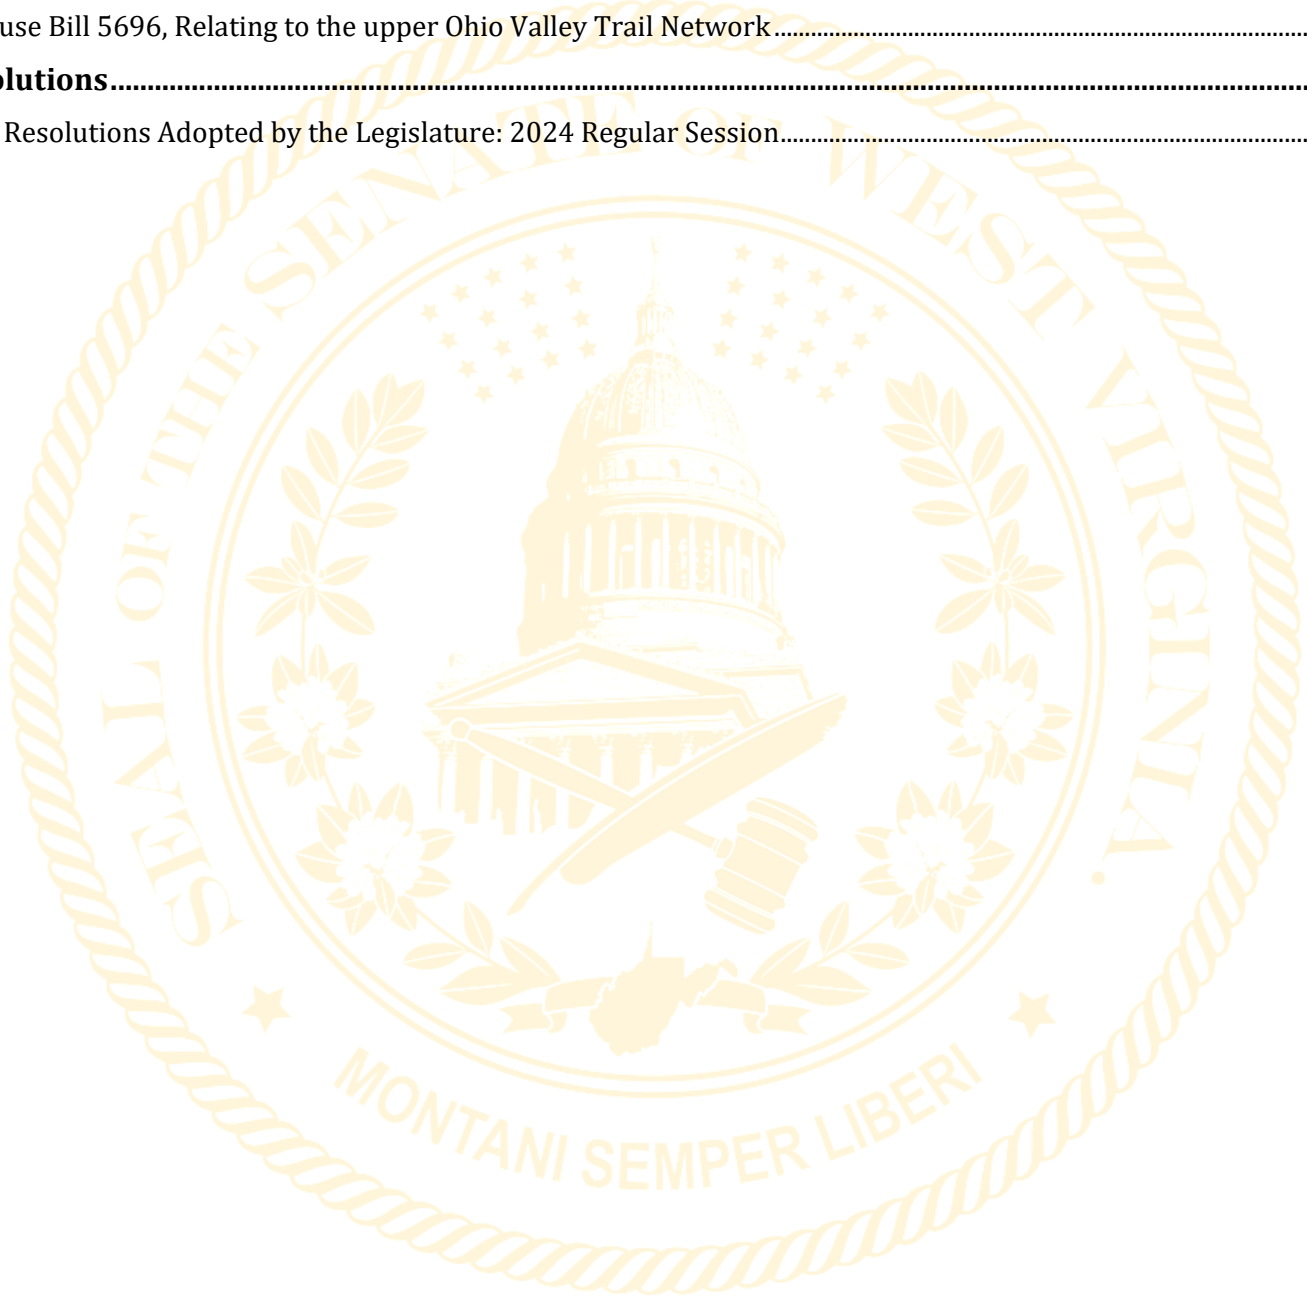 use Bill 5696, Relating to the upper Ohio Valley Trail Network
olutions
Resolutions Adopted by the Legislature: 2024 Regular Session
SEAL OF THE SENATE OF WEST VIRGINIA
MONTANI SEMPER LIBERI